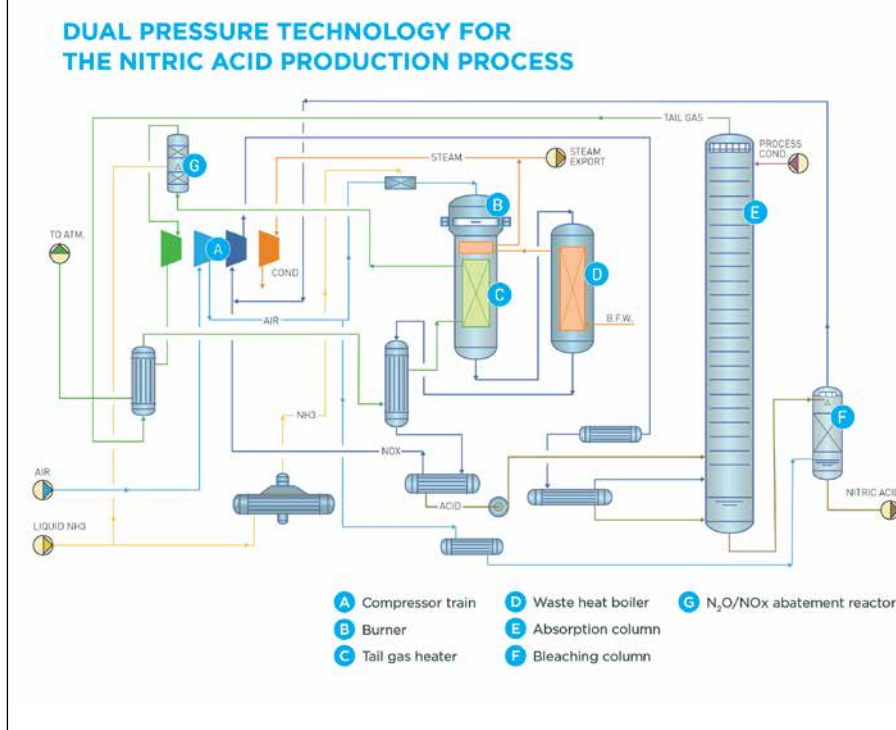 DUAL PRESSURE TECHNOLOGY FOR
THE NITRIC ACID PRODUCTION PROCESS
TAIL GAS
PROCESS
COND.
STEAM
STEAM
EXPORT
G
B
E
TO ATM.
A
D
COND
C
AIR
B.F.W.
NH3
F
NOX
AIR
ACID
NITRIC ACID
LIQUID NH3
A Compressor train
B Burner
C Tail gas heater
D Waste heat boiler
E Absorption column
F Bleaching column
G N₂O/NOx abatement reactor